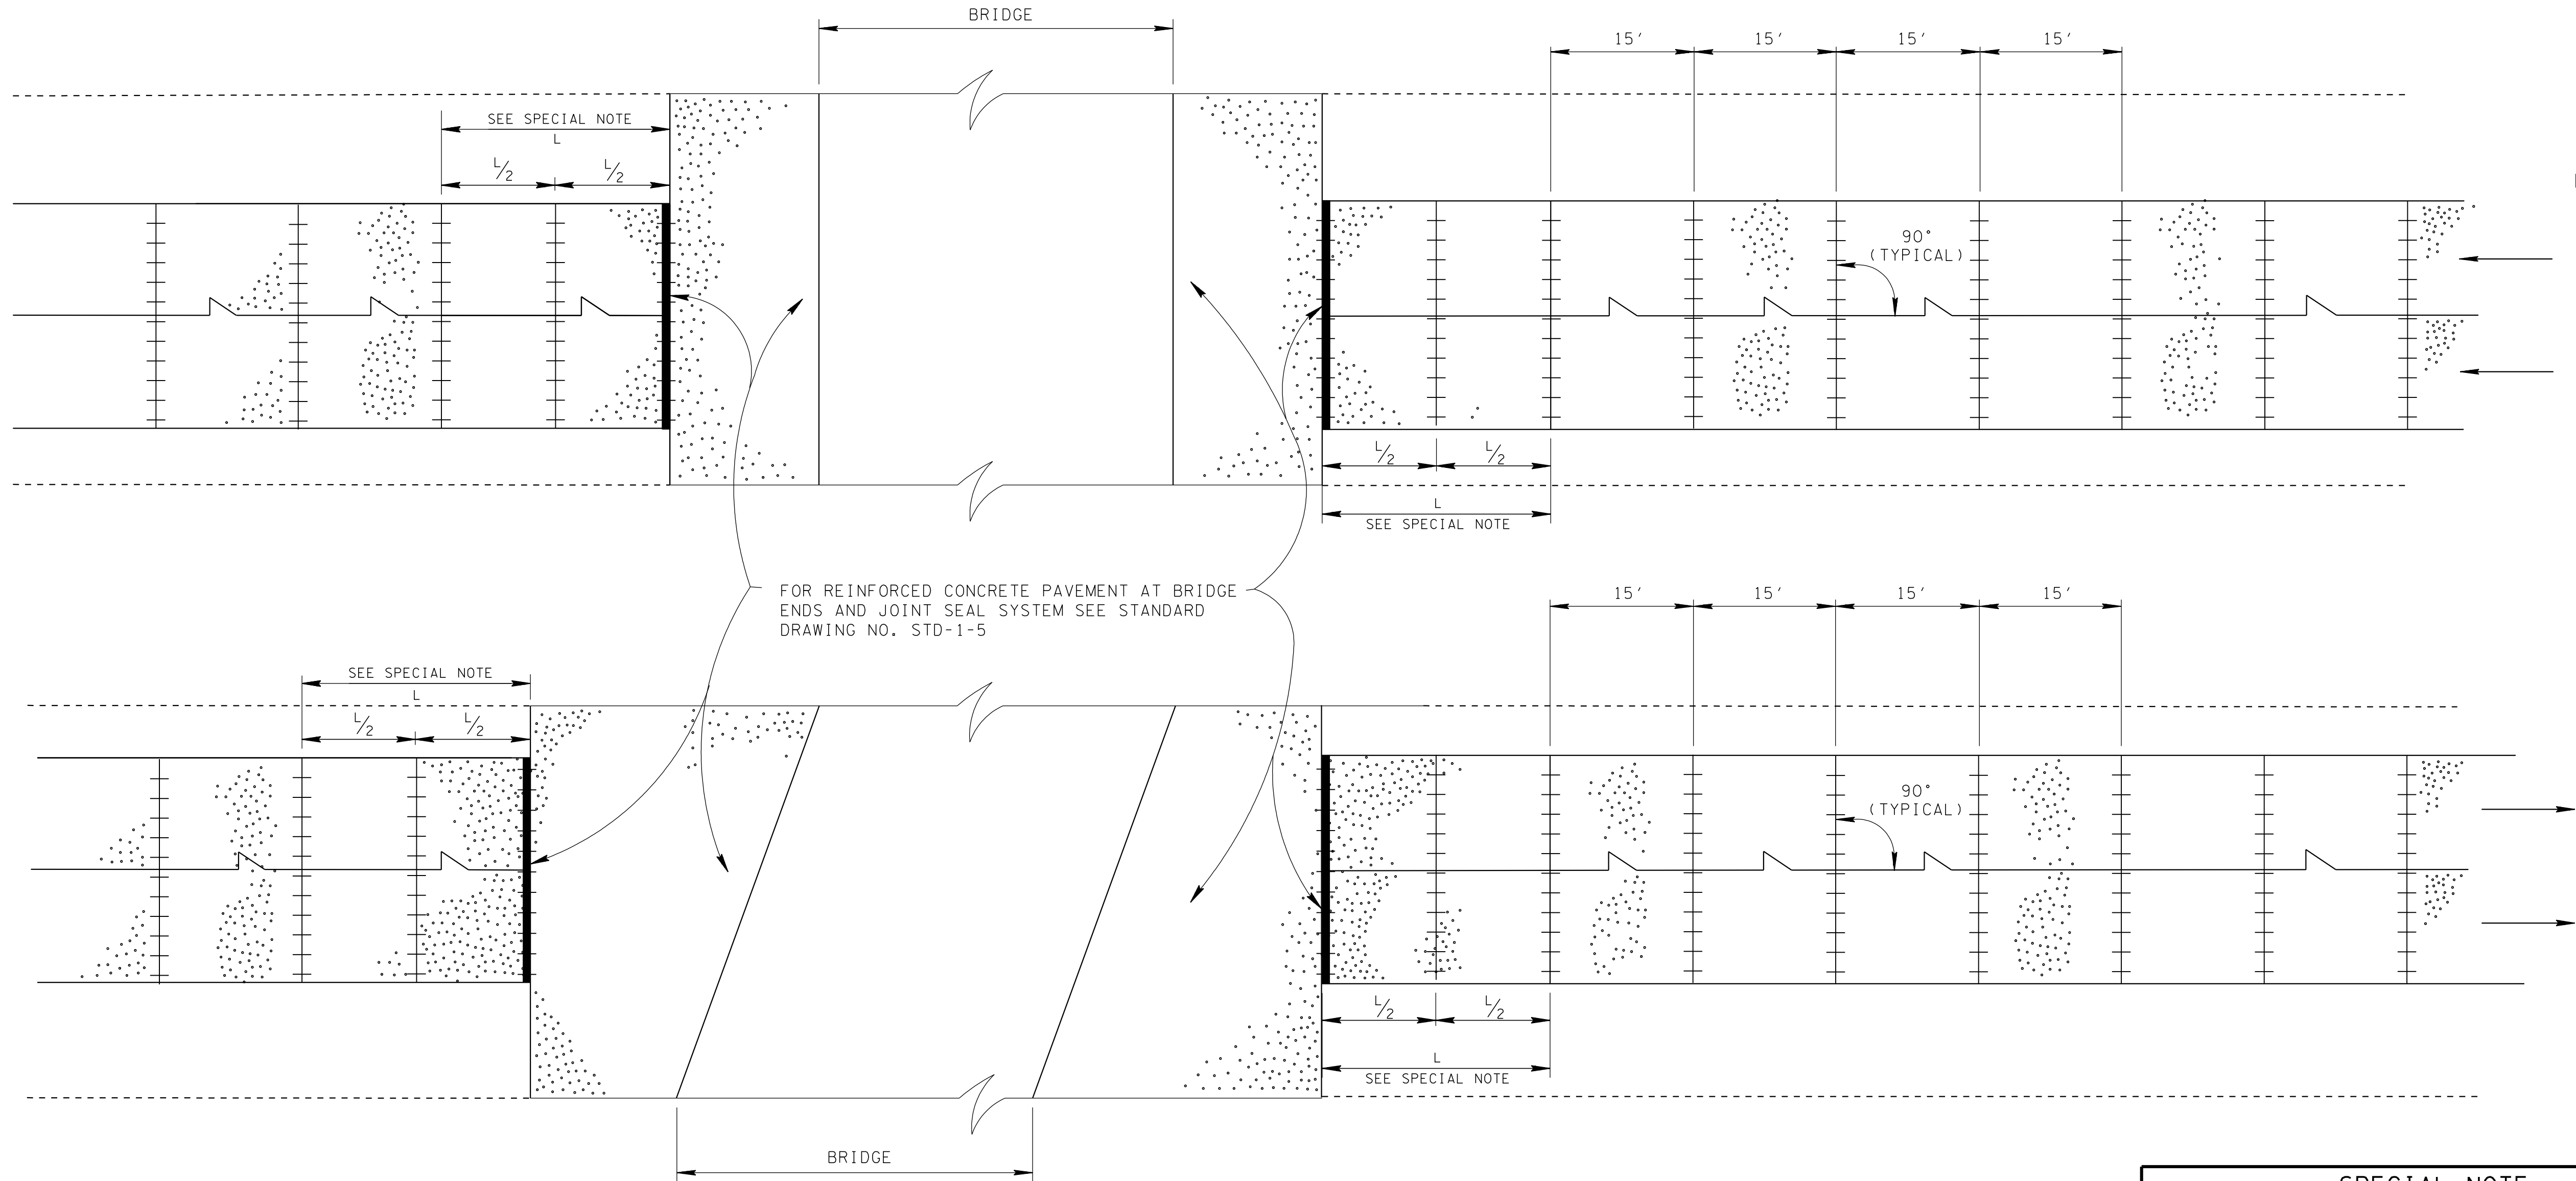 BRIDGE
15' 15' 15' 15'
SEE SPECIAL NOTE
L
L/2 L/2
90°
(TYPICAL)
L/2 L/2
L
SEE SPECIAL NOTE
FOR REINFORCED CONCRETE PAVEMENT AT BRIDGE
ENDS AND JOINT SEAL SYSTEM SEE STANDARD
DRAWING NO. STD-1-5
15' 15' 15' 15'
SEE SPECIAL NOTE
L
L/2 L/2
90°
(TYPICAL)
L/2 L/2
L
SEE SPECIAL NOTE
BRIDGE
SPECIAL NOTE